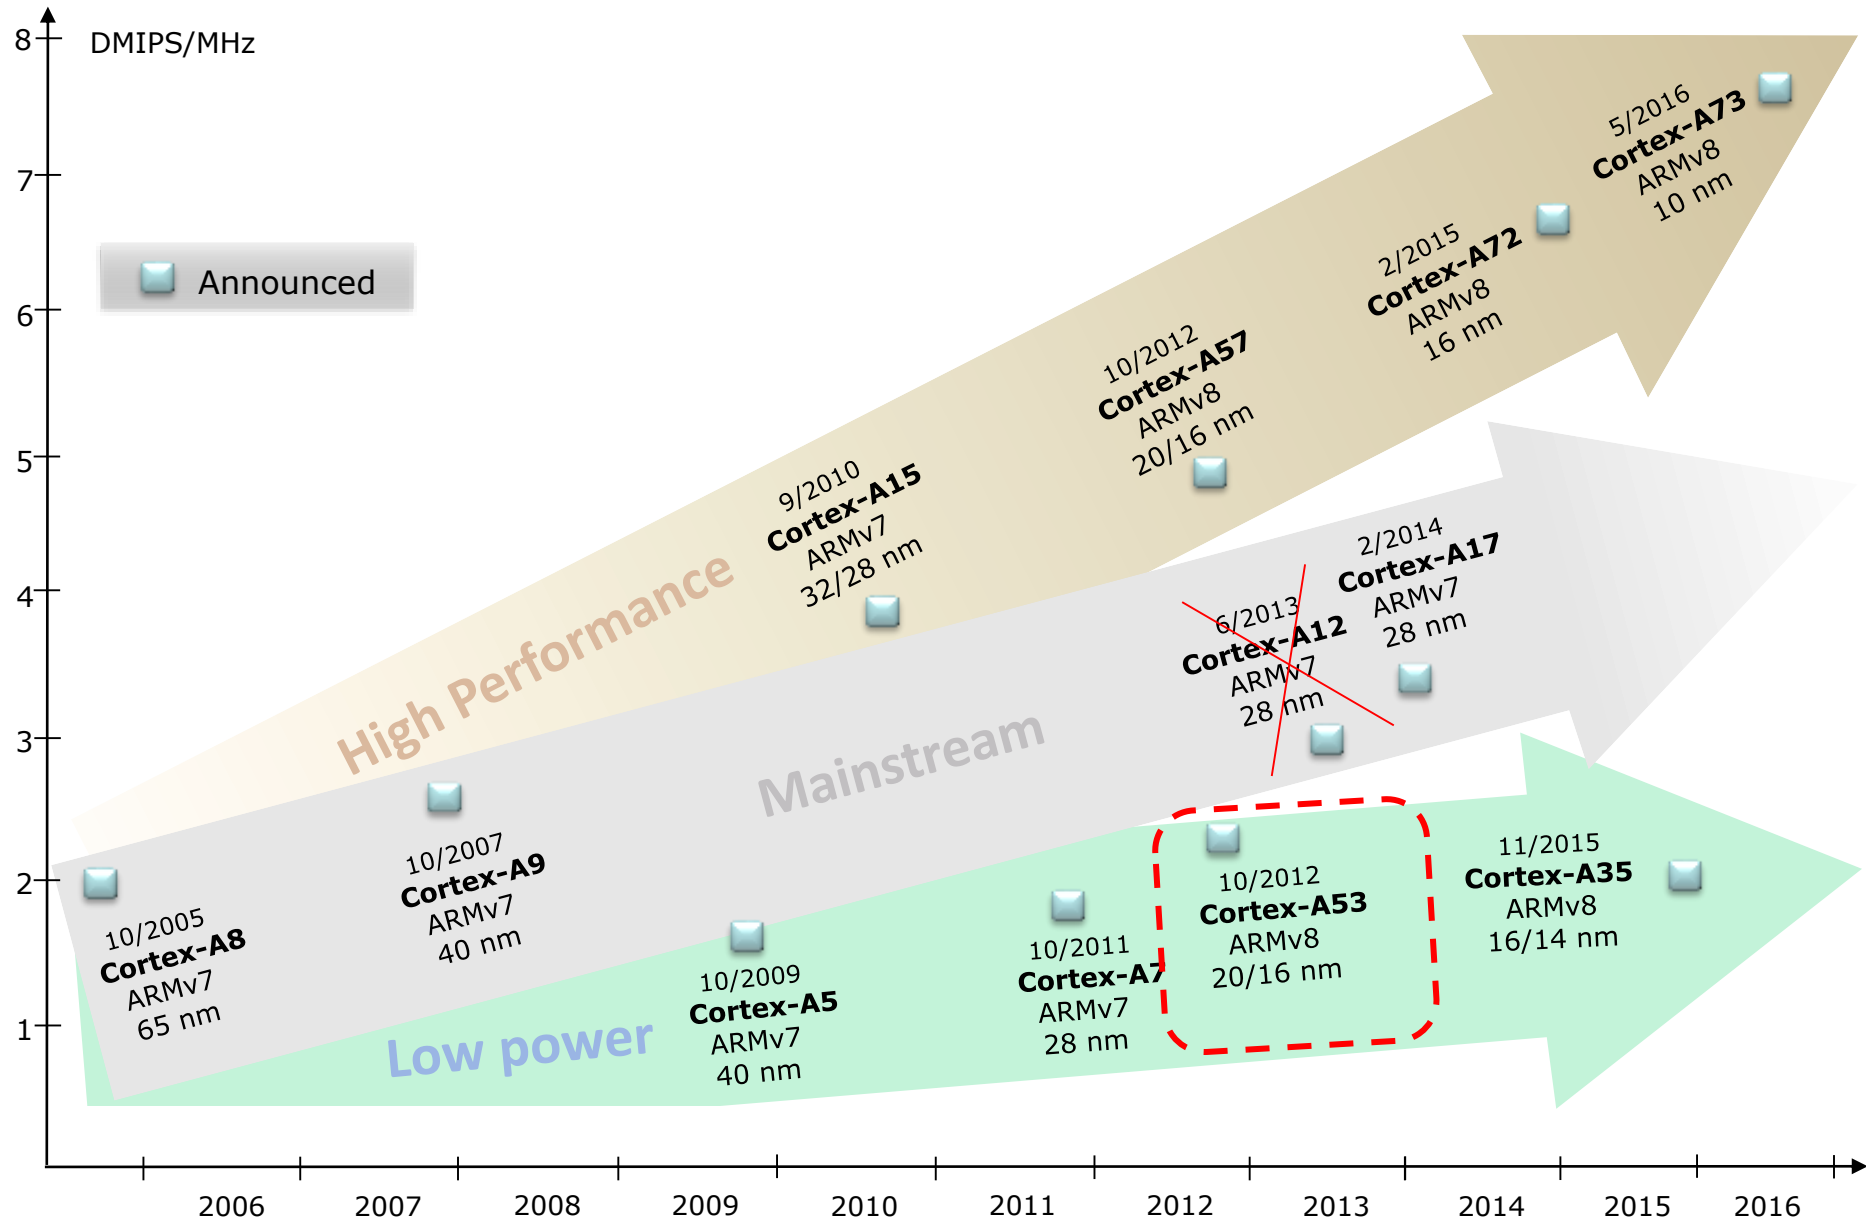 DMIPS/MHz
8
7
6
5
4
3
2
1
Announced
5/2016
Cortex-A73
ARMv8
10 nm
2/2015
Cortex-A72
ARMv8
16 nm
10/2012
Cortex-A57
ARMv8
20/16 nm
9/2010
Cortex-A15
ARMv7
32/28 nm
High Performance
2/2014
Cortex-A17
ARMv7
28 nm
6/2013
Cortex-A12
ARMv7
28 nm
Mainstream
10/2007
Cortex-A9
ARMv7
40 nm
10/2005
Cortex-A8
ARMv7
65 nm
11/2015
Cortex-A35
ARMv8
16/14 nm
10/2012
Cortex-A53
ARMv8
20/16 nm
10/2011
Cortex-A7
ARMv7
28 nm
10/2009
Cortex-A5
ARMv7
40 nm
Low power
2006 2007 2008 2009 2010 2011 2012 2013 2014 2015 2016